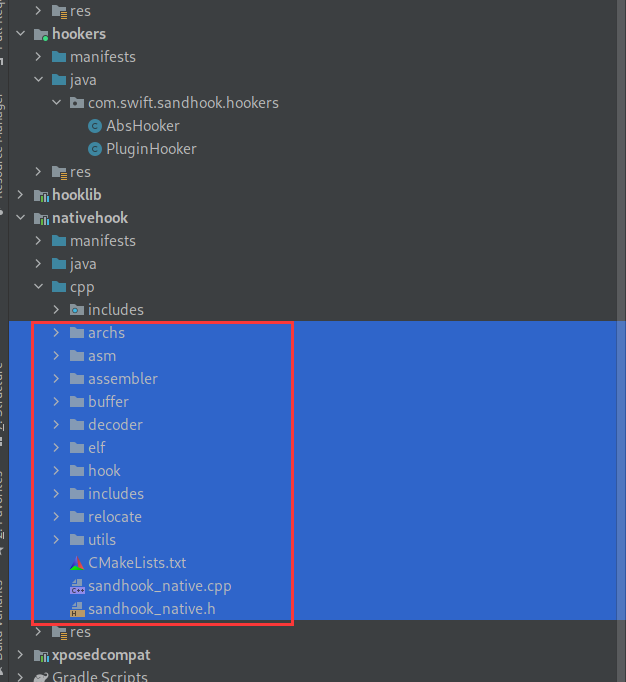 res
hookers
manifests
java
com.swift.sandhook.hookers
AbsHooker
PluginHooker
res
hooklib
nativehook
manifests
java
cpp
includes
archs
asm
assembler
buffer
decoder
elf
hook
includes
relocate
utils
CMakeLists.txt
sandhook_native.cpp
sandhook_native.h
res
xposedcompat
Gradle Scripts